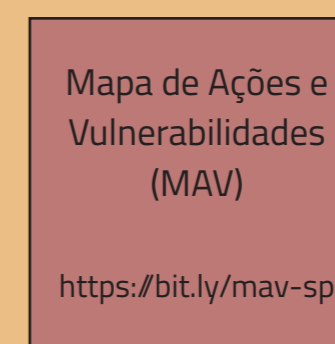 Mapa de Ações e
Vulnerabilidades
(MAV)
https://bit.ly/mav-sp